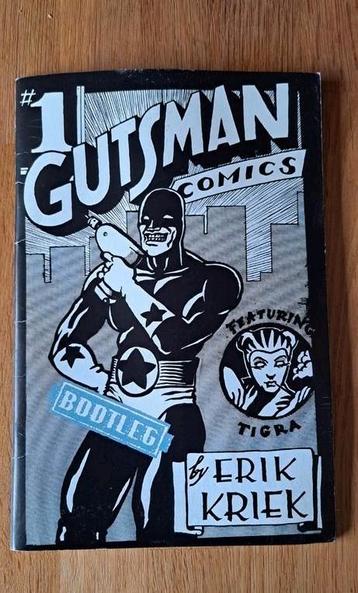 #1
GUTSMAN
COMICS
FEATURING
TIGRA
BOOTLEG
by ERIK
KRIEK